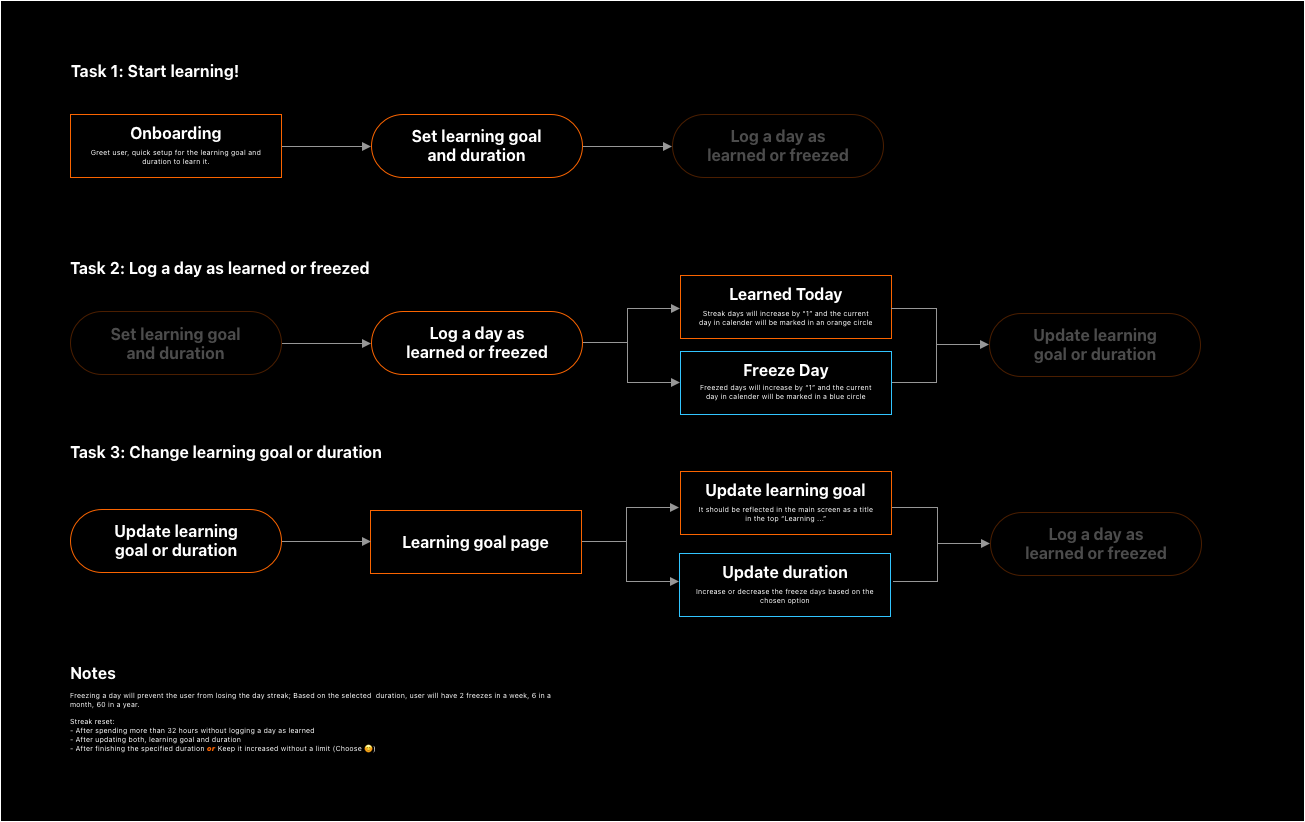 Task 1: Start learning!
Onboarding
Greet user, quick setup for the learning goal and
duration to learn it.
Set learning goal
and duration
Log a day as
learned or freezed
Task 2: Log a day as learned or freezed
Set learning goal
and duration
Log a day as
learned or freezed
Learned Today
Streak days will increase by “1” and the current
day in calender will be marked in an orange circle
Freeze Day
Freezed days will increase by “1” and the current
day in calender will be marked in a blue circle
Update learning
goal or duration
Task 3: Change learning goal or duration
Update learning
goal or duration
Learning goal page
Update learning goal
It should be reflected in the main screen as a title
in the top “Learning ...”
Update duration
Increase or decrease the freeze days based on the
chosen option
Log a day as
learned or freezed
Notes
Freezing a day will prevent the user from losing the day streak; Based on the selected  duration, user will have 2 freezes in a week, 6 in a
month, 60 in a year.
Streak reset:
- After spending more than 32 hours without logging a day as learned
- After updating both, learning goal and duration
- After finishing the specified duration or Keep it increased without a limit (Choose 😊)